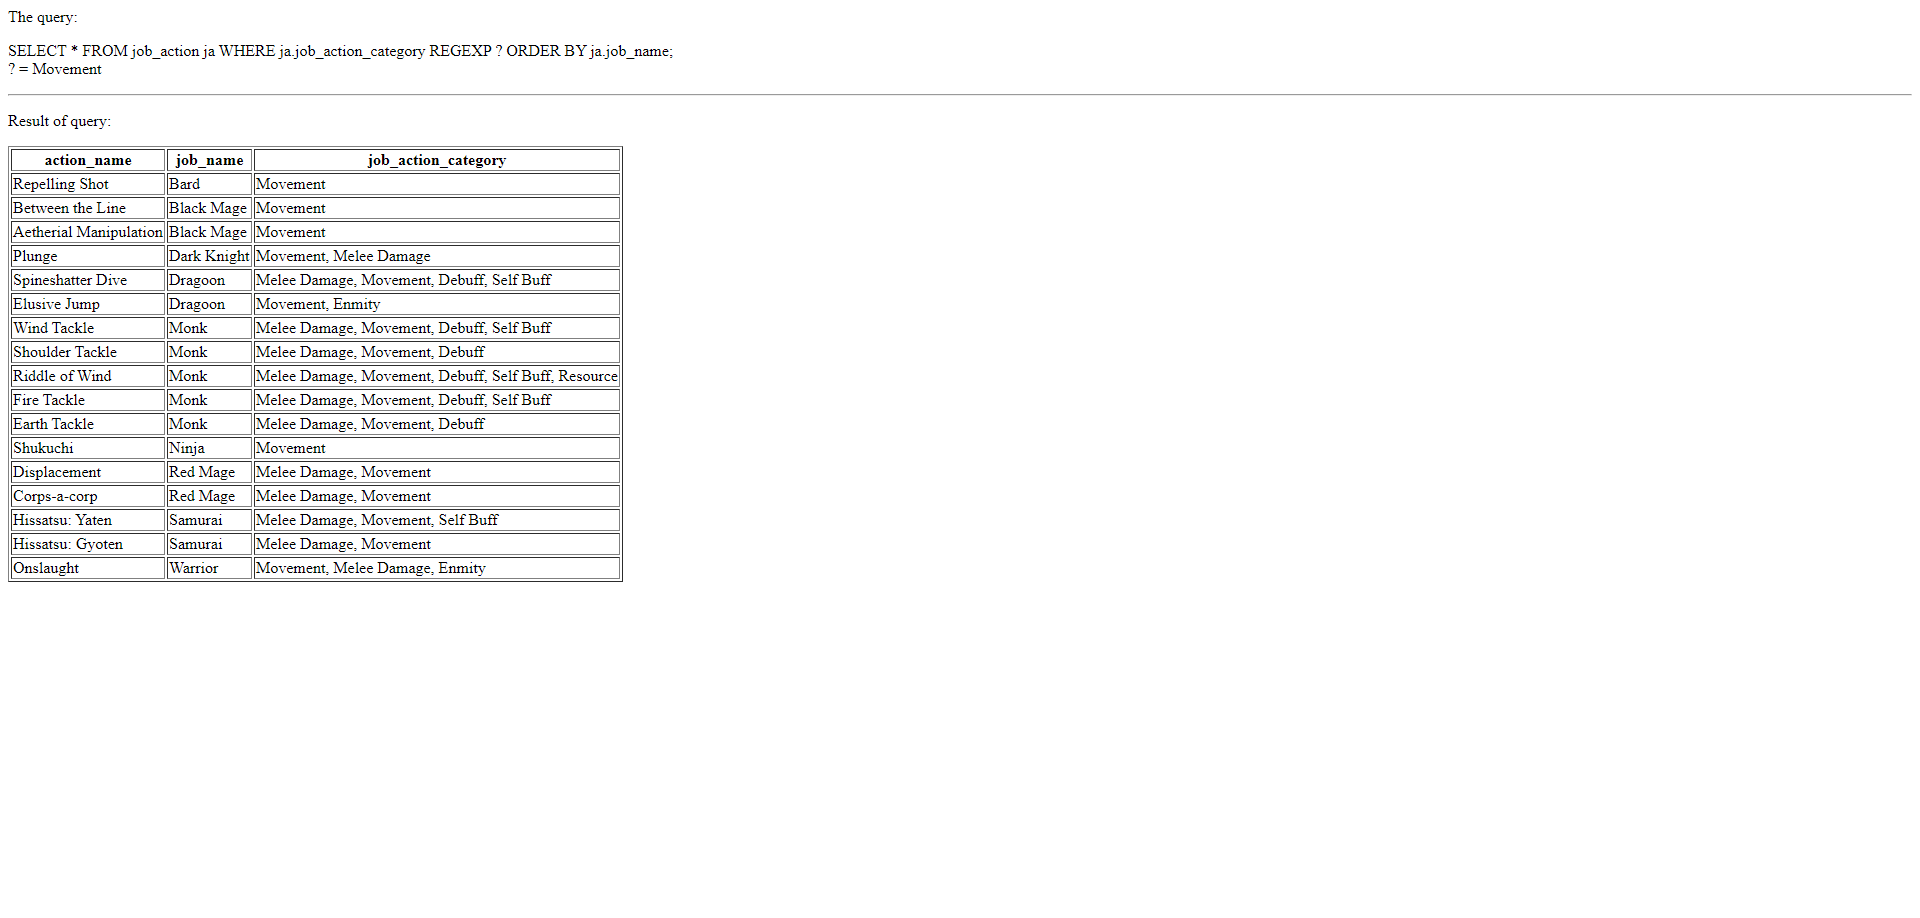 The query:
SELECT * FROM job_action ja WHERE ja.job_action_category REGEXP ? ORDER BY ja.job_name;
? = Movement
Result of query:
action_name job_name job_action_category
Repelling Shot Bard Movement
Between the Line Black Mage Movement
Aetherial Manipulation Black Mage Movement
Plunge Dark Knight Movement, Melee Damage
Spineshatter Dive Dragoon Melee Damage, Movement, Debuff, Self Buff
Elusive Jump Dragoon Movement, Enmity
Wind Tackle Monk Melee Damage, Movement, Debuff, Self Buff
Shoulder Tackle Monk Melee Damage, Movement, Debuff
Riddle of Wind Monk Melee Damage, Movement, Debuff, Self Buff, Resource
Fire Tackle Monk Melee Damage, Movement, Debuff, Self Buff
Earth Tackle Monk Melee Damage, Movement, Debuff
Shukuchi Ninja Movement
Displacement Red Mage Melee Damage, Movement
Corps-a-corp Red Mage Melee Damage, Movement
Hissatsu: Yaten Samurai Melee Damage, Movement, Self Buff
Hissatsu: Gyoten Samurai Melee Damage, Movement
Onslaught Warrior Movement, Melee Damage, Enmity